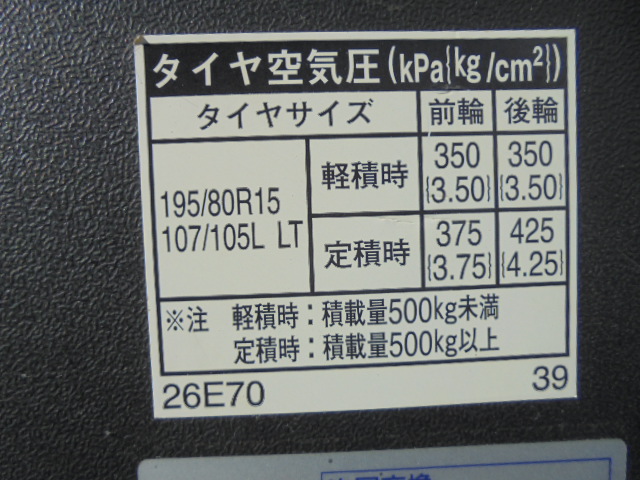 タイヤ空気圧(kPa{kg/cm²})
タイヤサイズ 前輪 後輪
195/80R15
107/105L LT
軽積時 350 350
{3.50} {3.50}
定積時 375 425
{3.75} {4.25}
※注 軽積時:積載量500kg未満
定積時:積載量500kg以上
26E70 39